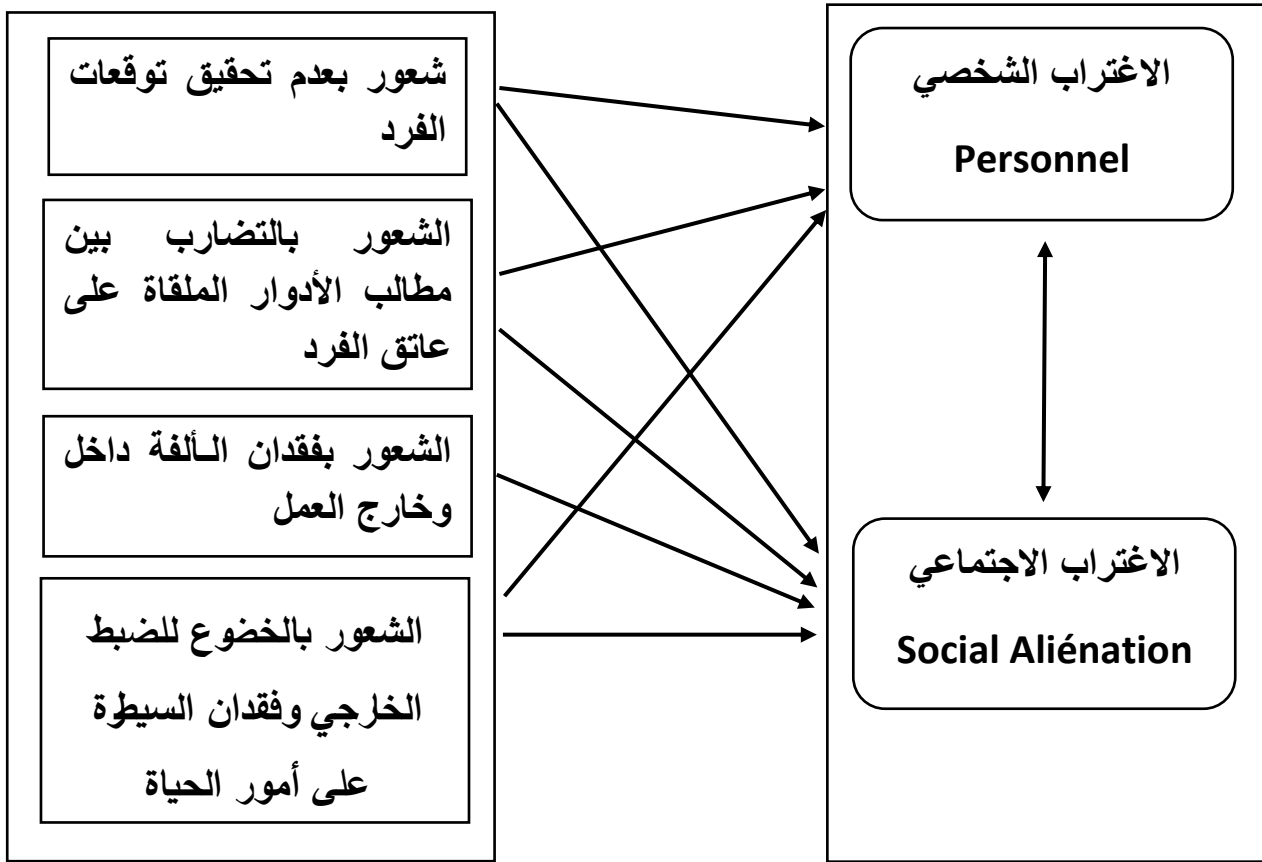 الاغتراب الشخصي
Personnel
الاغتراب الاجتماعي
Social Aliénation
شعور بعدم تحقيق توقعات
الفرد
الشعور بالتضارب بين
مطالب الأدوار الملقاة على
عاتق الفرد
الشعور بفقدان الـألفة داخل
وخارج العمل
الشعور بالخضوع للضبط
الخارجي وفقدان السيطرة
على أمور الحياة